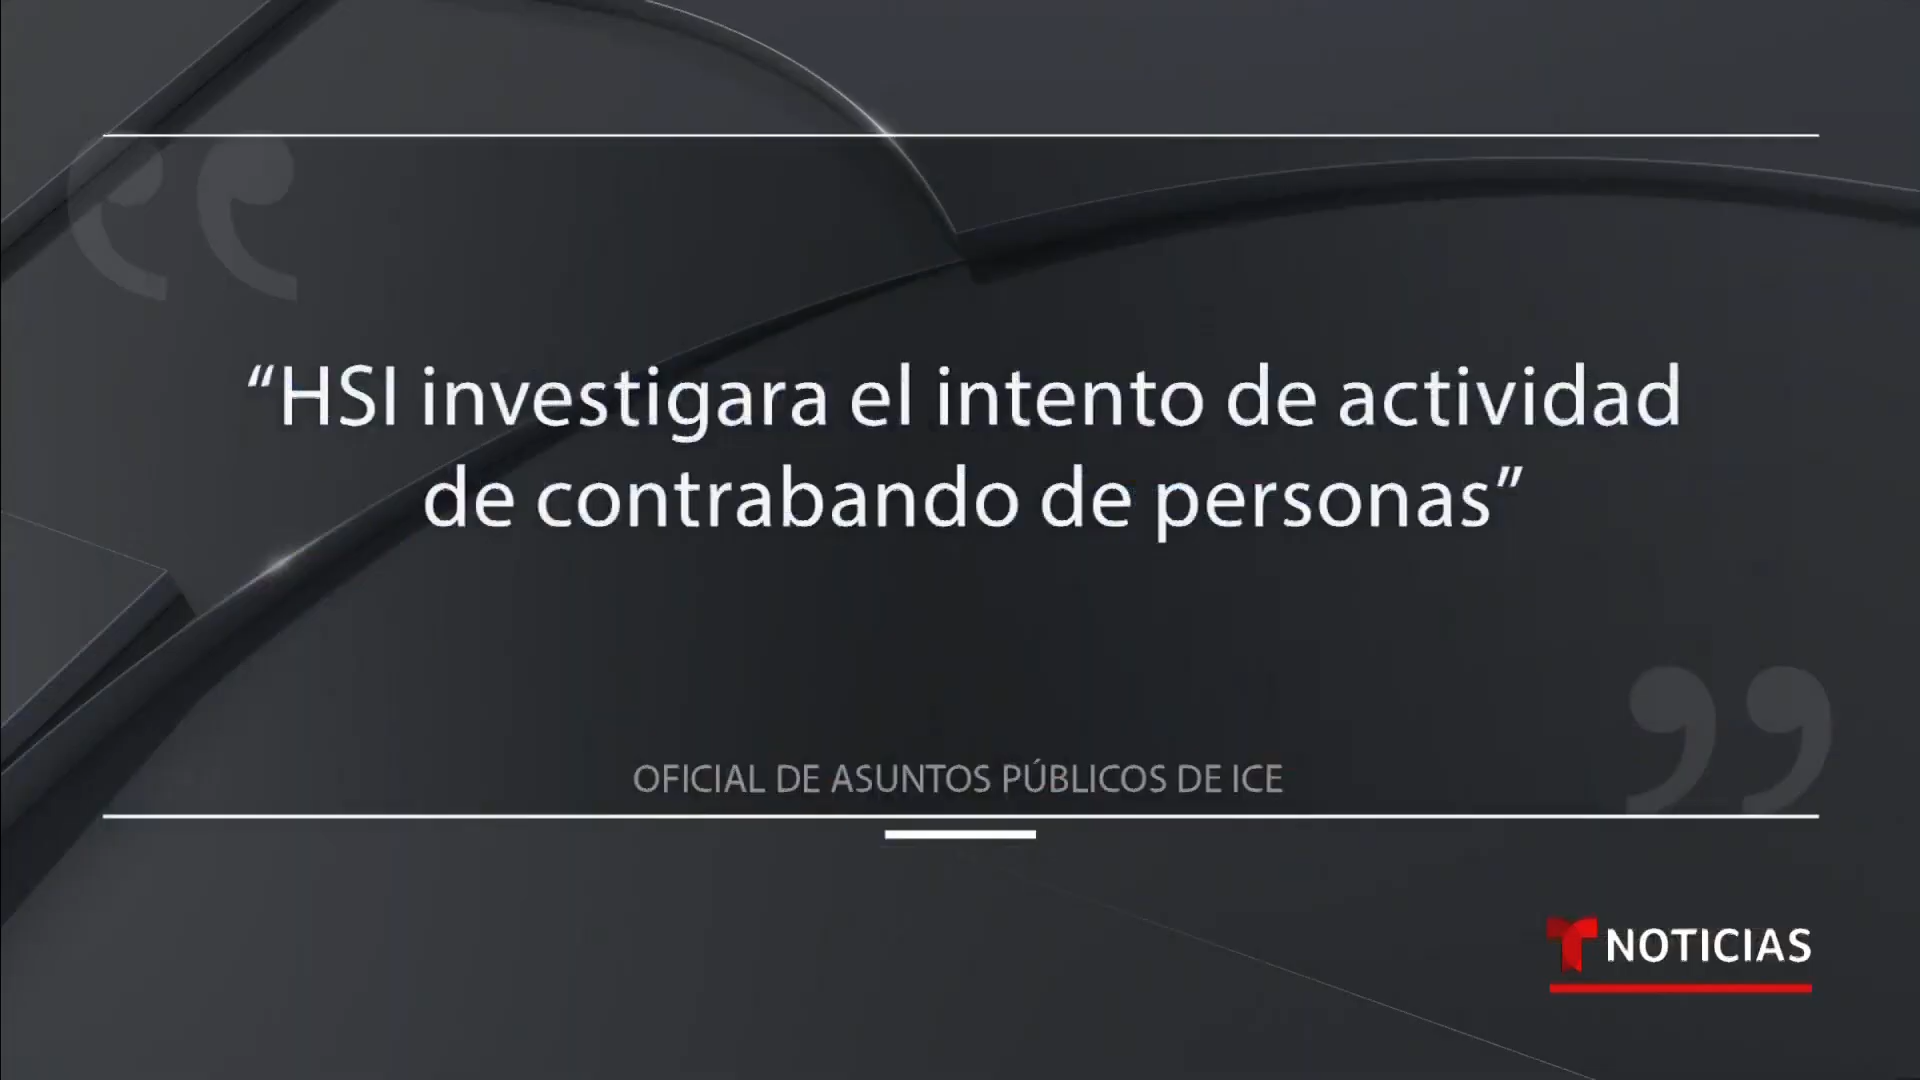 “HSI investigara el intento de actividad
de contrabando de personas”
OFICIAL DE ASUNTOS PÚBLICOS DE ICE
NOTICIAS